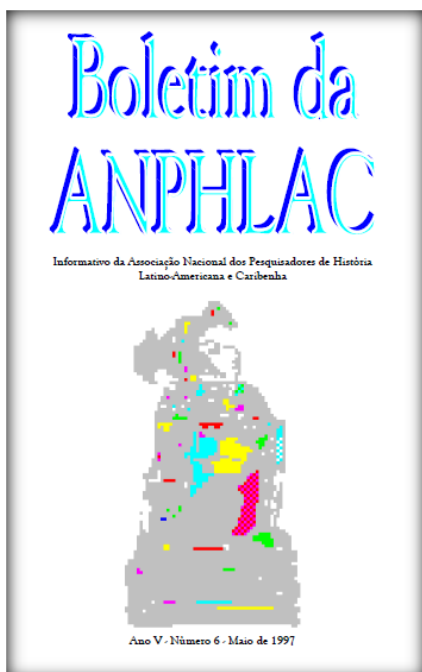 Boletim da
ANPHLAC
Informativo da Associação Nacional dos Pesquisadores de História
Latino-Americana e Caribenha
Ano V - Número 6 - Maio de 1997